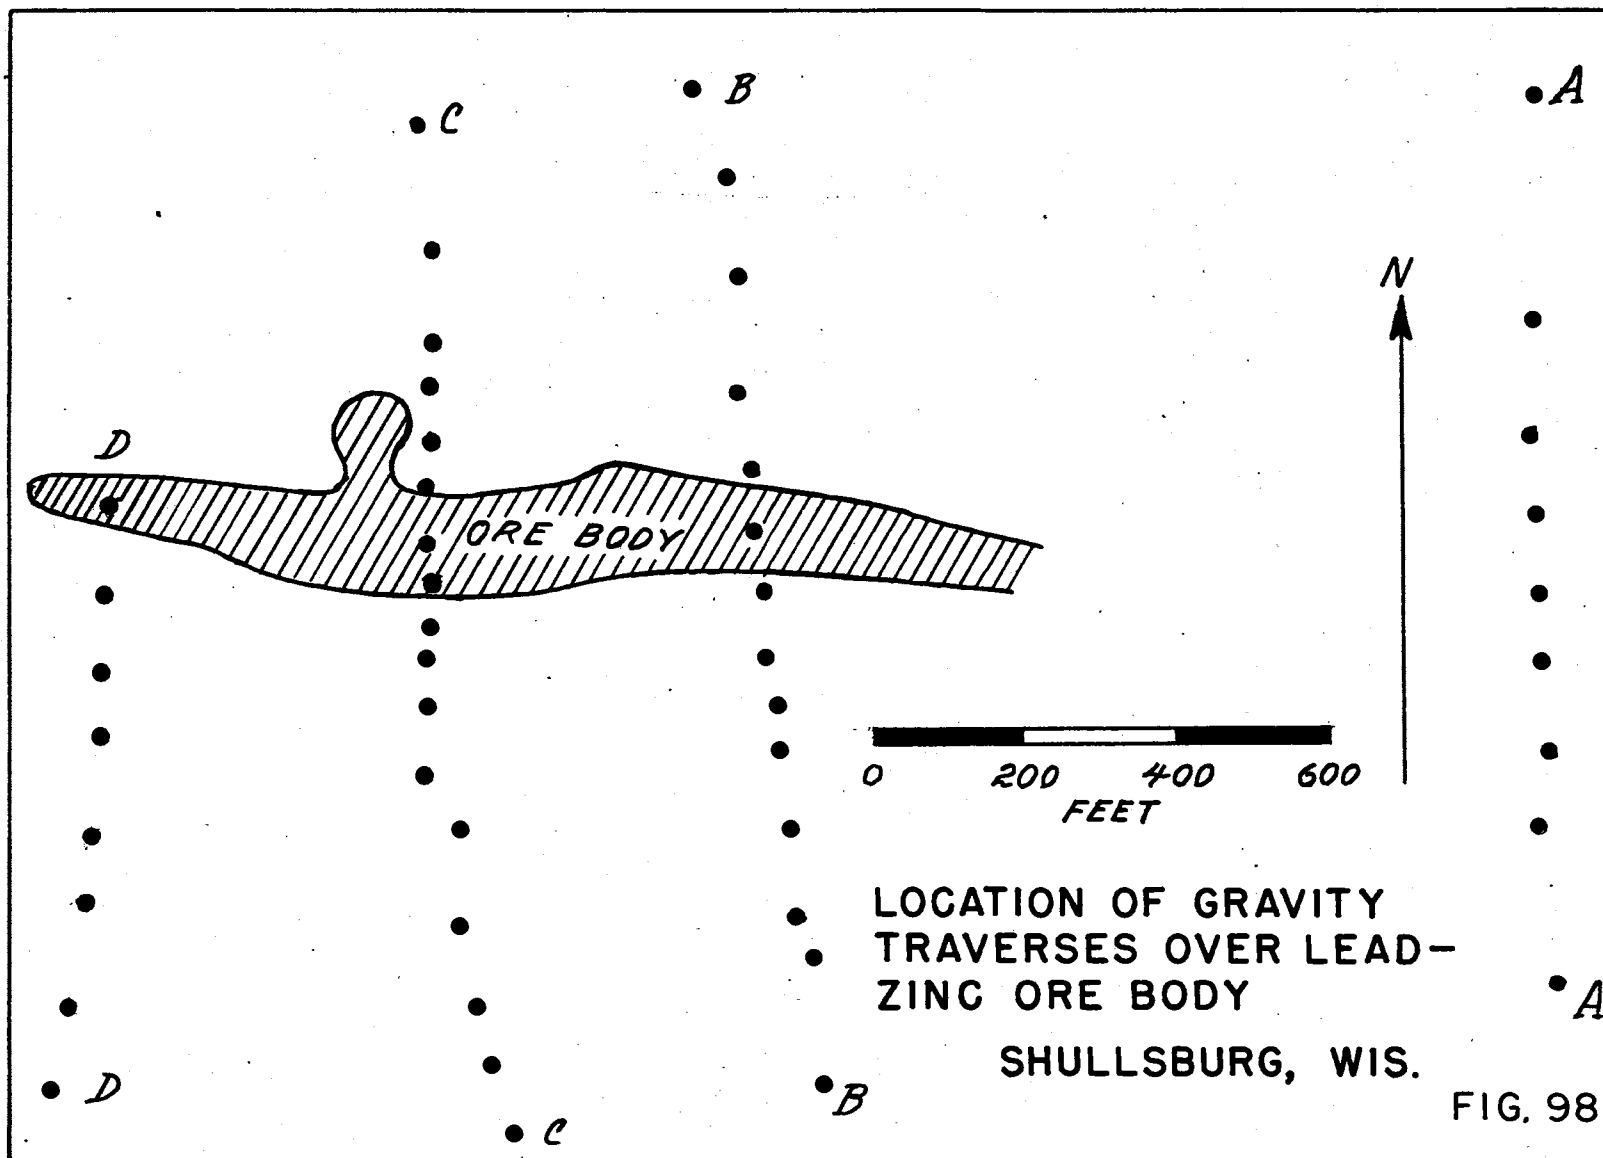 B
A
C
N
D
ORE BODY
0 200 400 600
FEET
LOCATION OF GRAVITY
TRAVERSES OVER LEAD-
ZINC ORE BODY
A
SHULLSBURG, WIS.
D
B
FIG. 98
C